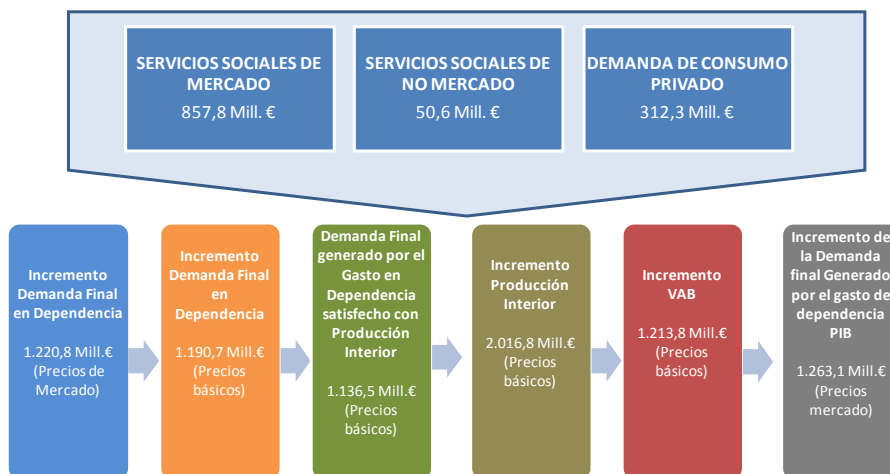 SERVICIOS SOCIALES DE
MERCADO
857,8 Mill. €
SERVICIOS SOCIALES DE
NO MERCADO
50,6 Mill. €
DEMANDA DE CONSUMO
PRIVADO
312,3 Mill. €
Incremento
Demanda Final
en Dependencia
1.220,8 Mill.€
(Precios de
Mercado)
Incremento
Demanda Final
en
Dependencia
1.190,7 Mill.€
(Precios
básicos)
Demanda Final
generado por el
Gasto en
Dependencia
satisfecho con
Producción
Interior
1.136,5 Mill.€
(Precios
básicos)
Incremento
Producción
Interior
2.016,8 Mill.€
(Precios
básicos)
Incremento
VAB
1.213,8 Mill.€
(Precios
básicos)
Incremento de
la Demanda
final Generado
por el gasto de
dependencia
PIB
1.263,1 Mill.€
(Precios
mercado)